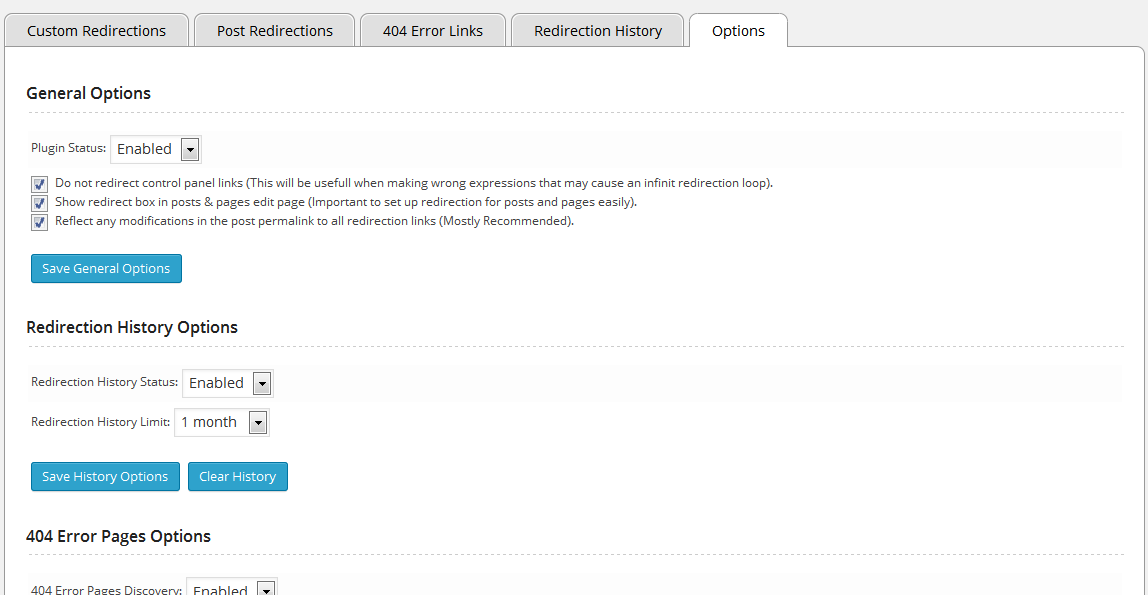 Custom Redirections Post Redirections 404 Error Links Redirection History Options
General Options
Plugin Status: Enabled
Do not redirect control panel links (This will be usefull when making wrong expressions that may cause an infinit redirection loop).
Show redirect box in posts & pages edit page (Important to set up redirection for posts and pages easily).
Reflect any modifications in the post permalink to all redirection links (Mostly Recommended).
Save General Options
Redirection History Options
Redirection History Status: Enabled
Redirection History Limit: 1 month
Save History Options Clear History
404 Error Pages Options
404 Error Pages Discovery: Enabled